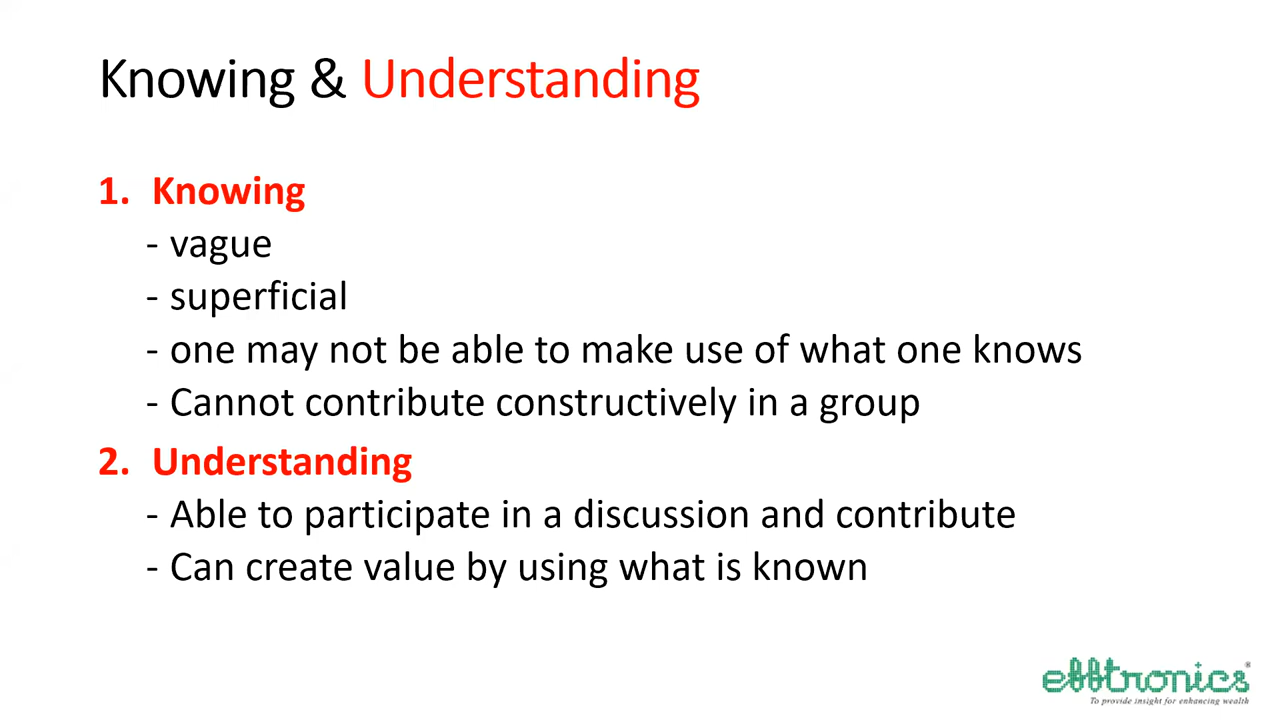 Knowing & Understanding
1. Knowing
- vague
- superficial
- one may not be able to make use of what one knows
- Cannot contribute constructively in a group
2. Understanding
- Able to participate in a discussion and contribute
- Can create value by using what is known
efftronics®
To provide insight for enhancing wealth